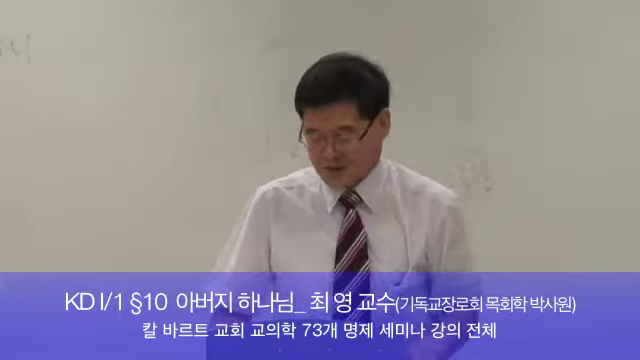 KD I/1 §10 아버지 하나님_ 최 영 교수(기독교장로회 목회학 박사원)
칼 바르트 교회 교의학 73개 명제 세미나 강의 전체